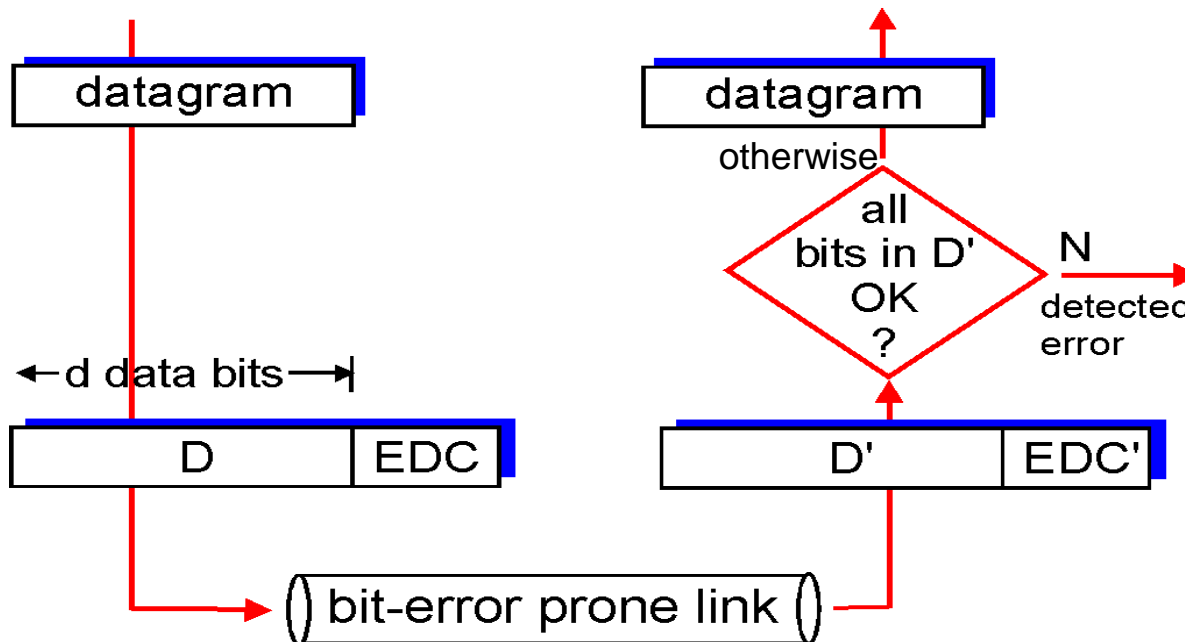 datagram
d data bits
D
EDC
bit-error prone link
datagram
otherwise
all
bits in D'
OK
?
N
detected
error
D'
EDC'